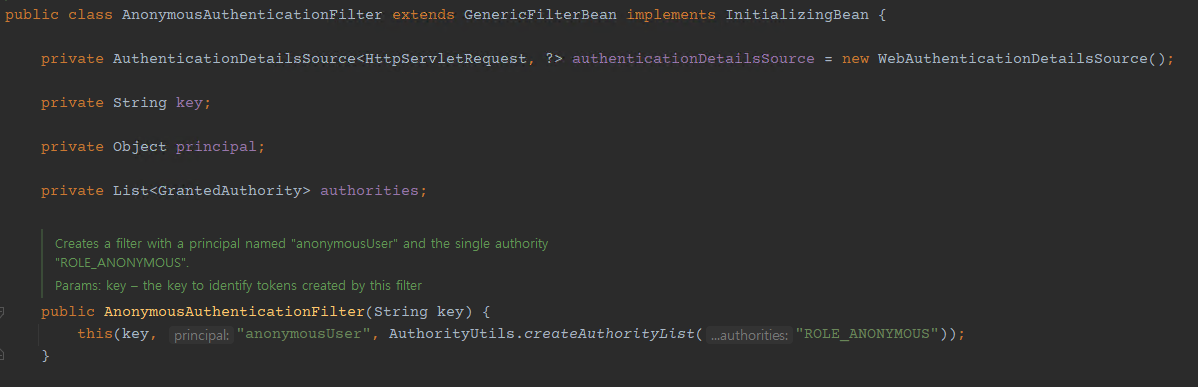 public class AnonymousAuthenticationFilter extends GenericFilterBean implements InitializingBean {
private AuthenticationDetailsSource<HttpServletRequest, ?> authenticationDetailsSource = new WebAuthenticationDetailsSource();
private String key;
private Object principal;
private List<GrantedAuthority> authorities;
Creates a filter with a principal named "anonymousUser" and the single authority
"ROLE_ANONYMOUS".
Params: key – the key to identify tokens created by this filter
public AnonymousAuthenticationFilter(String key) {
this(key, principal: "anonymousUser", AuthorityUtils.createAuthorityList( ...authorities: "ROLE_ANONYMOUS"));
}